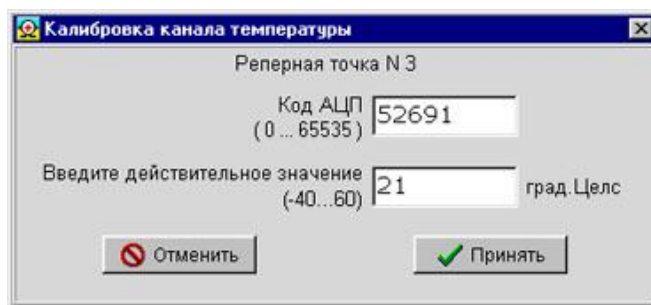 Калибровка канала температуры
Реперная точка N 3
Код АЦП
( 0 ... 65535 )
52691
Введите действительное значение
(-40...60)
21
град.Целс
Отменить
Принять